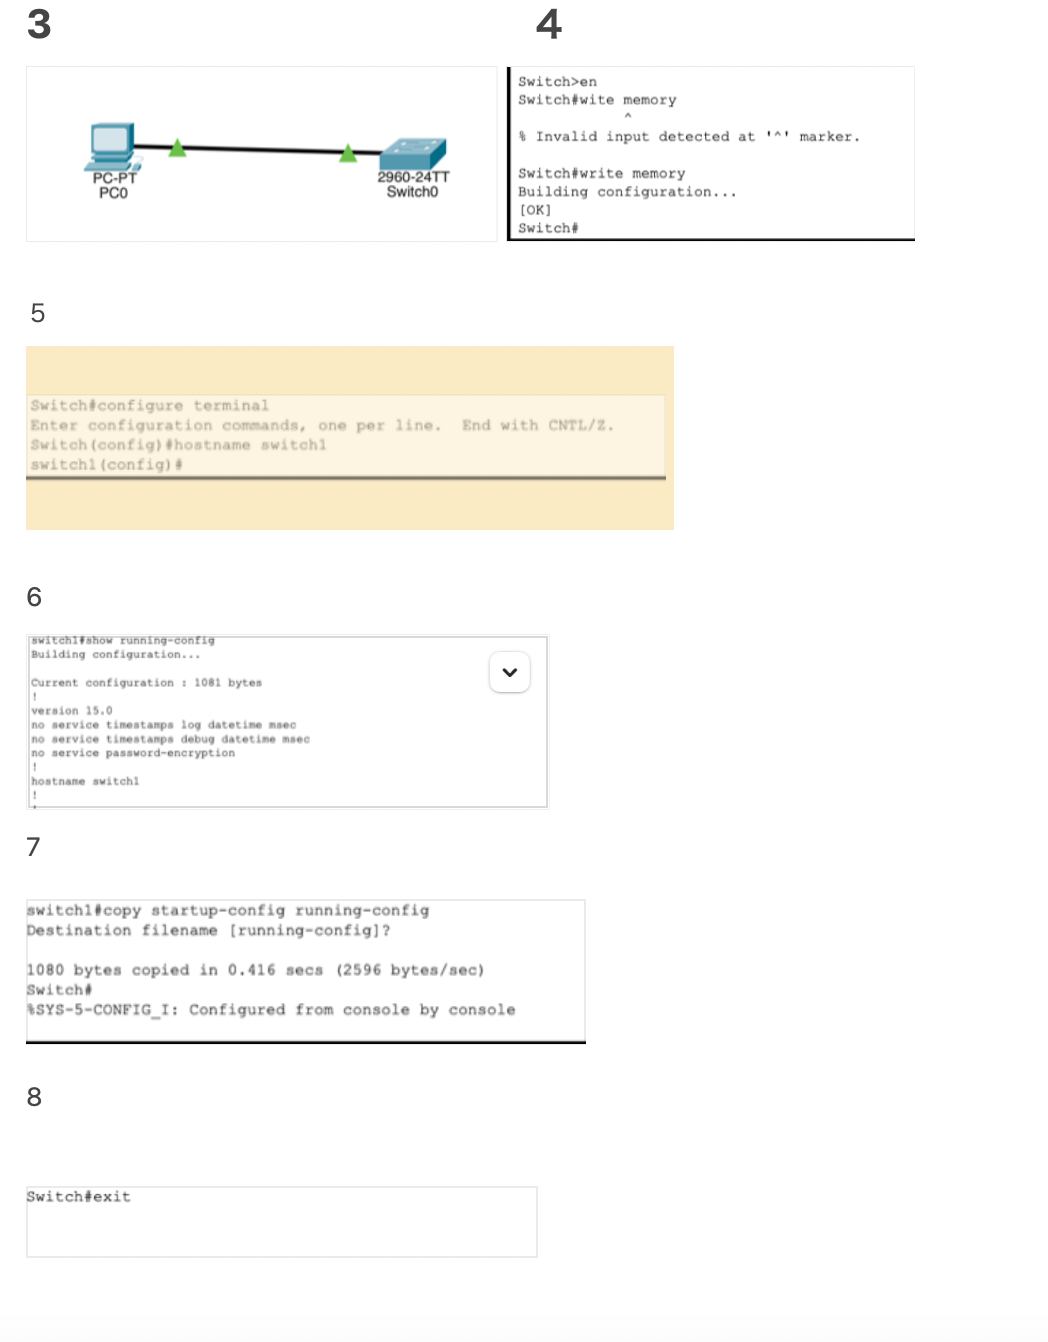 3
4
PC-PT
PC0
2960-24TT
Switch0
Switch>en
Switch#wite memory
^
% Invalid input detected at '^' marker.
Switch#write memory
Building configuration...
[OK]
Switch#
5
Switch#configure terminal
Enter configuration commands, one per line.  End with CNTL/Z.
Switch(config)#hostname switch1
switch1(config)#
6
switch1#show running-config
Building configuration...
Current configuration : 1081 bytes
!
version 15.0
no service timestamps log datetime msec
no service timestamps debug datetime msec
no service password-encryption
!
hostname switch1
!
7
switch1#copy startup-config running-config
Destination filename [running-config]?
1080 bytes copied in 0.416 secs (2596 bytes/sec)
Switch#
%SYS-5-CONFIG_I: Configured from console by console
8
Switch#exit